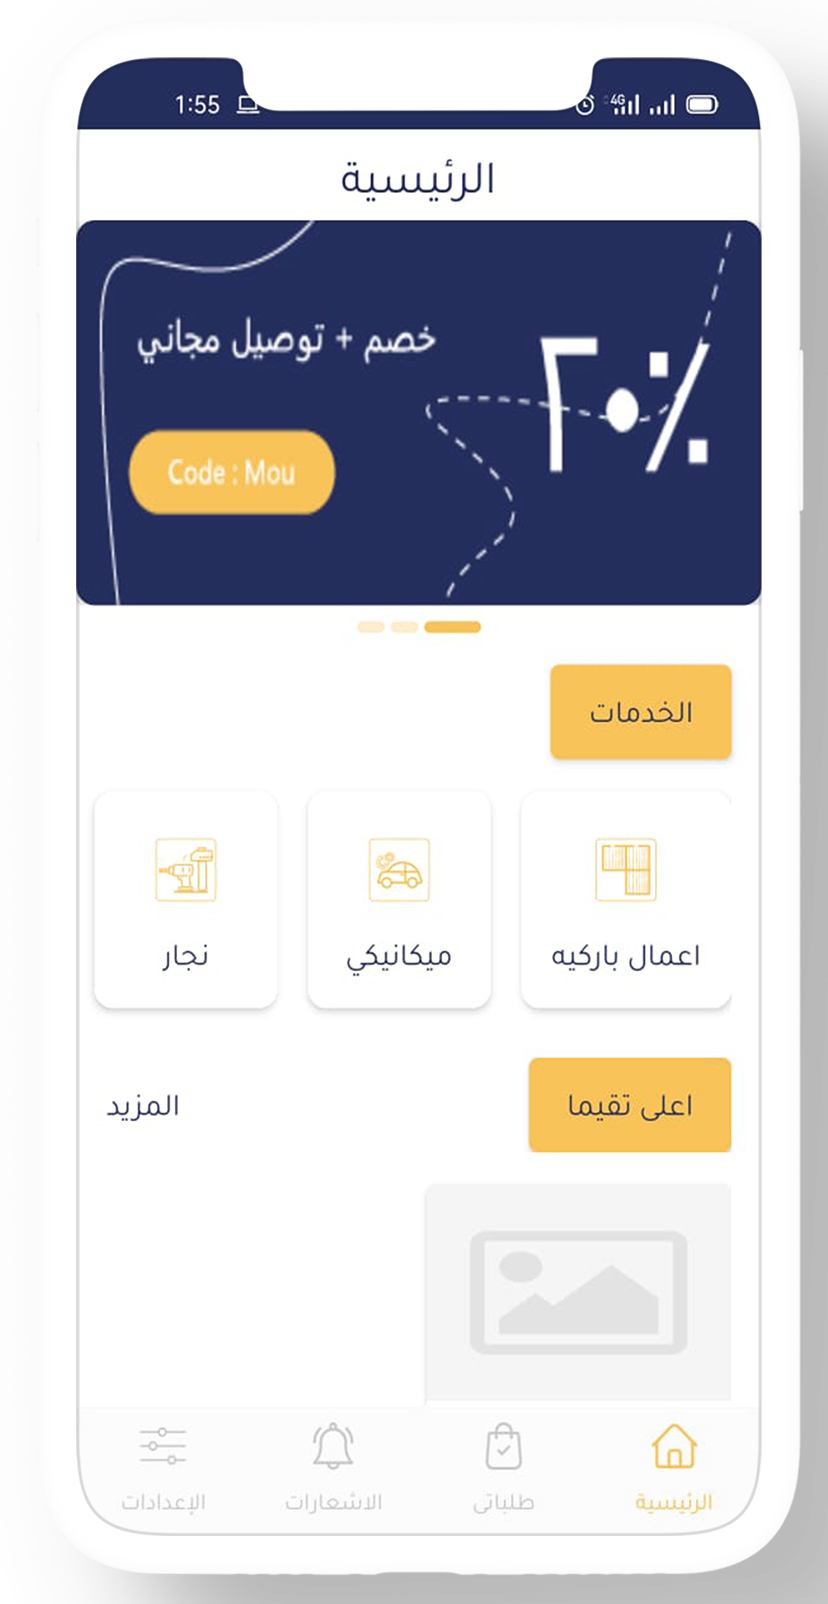 1:55
4G
الرئيسية
٢٠٪
خصم + توصيل مجاني
Code : Mou
الخدمات
اعمال باركيه
ميكانيكي
نجار
اعلى تقيما
المزيد
الرئيسية
طلباتى
الاشعارات
الإعدادات